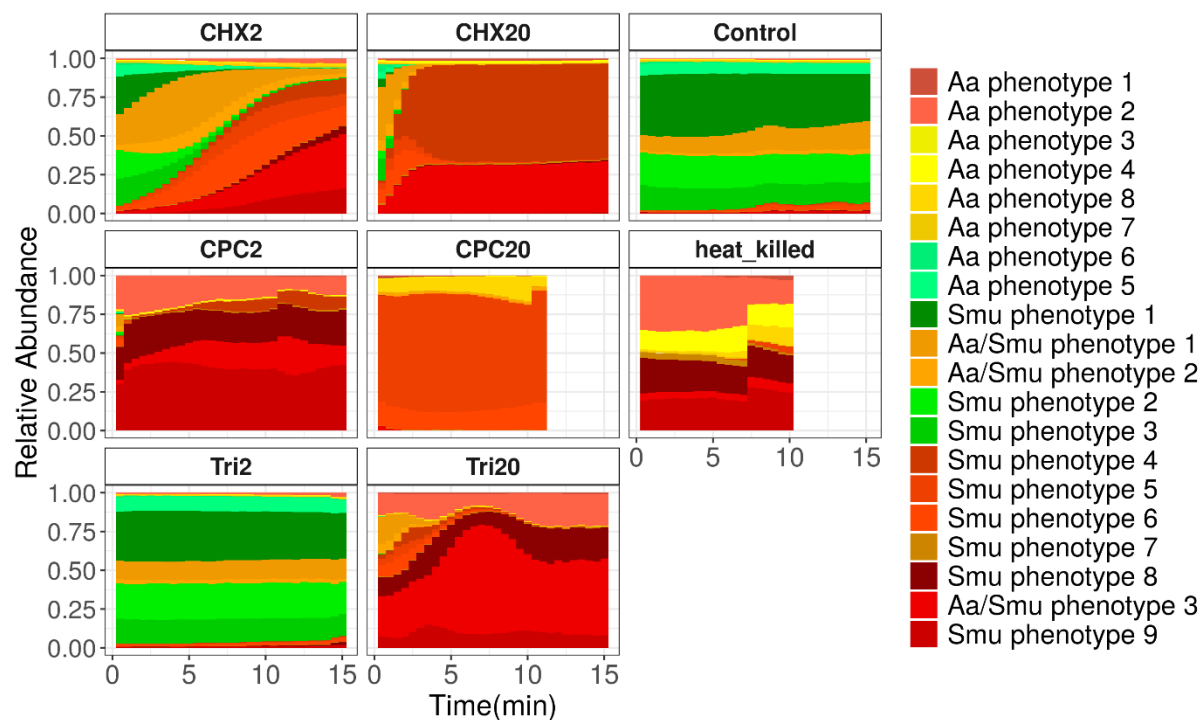 CHX2 CHX20 Control
1.00
0.75
0.50
0.25
0.00
CPC2 CPC20 heat_killed
1.00
0.75
0.50
0.25
0.00
0 5 10 15
Tri2 Tri20
1.00
0.75
0.50
0.25
0.00
0 5 10 15 0 5 10 15
Relative Abundance
Time(min)
Aa phenotype 1
Aa phenotype 2
Aa phenotype 3
Aa phenotype 4
Aa phenotype 8
Aa phenotype 7
Aa phenotype 6
Aa phenotype 5
Smu phenotype 1
Aa/Smu phenotype 1
Aa/Smu phenotype 2
Smu phenotype 2
Smu phenotype 3
Smu phenotype 4
Smu phenotype 5
Smu phenotype 6
Smu phenotype 7
Smu phenotype 8
Aa/Smu phenotype 3
Smu phenotype 9